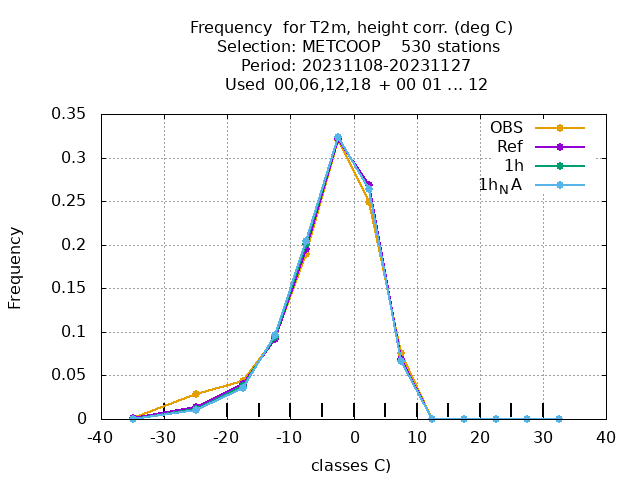 Frequency  for T2m, height corr. (deg C)
Selection: METCOOP    530 stations
Period: 20231108-20231127
Used  00,06,12,18 + 00 01 ... 12
0.35
0.3
0.25
0.2
0.15
0.1
0.05
0
Frequency
OBS
Ref
1h
1hNA
-40 -30 -20 -10 0 10 20 30 40
classes C)